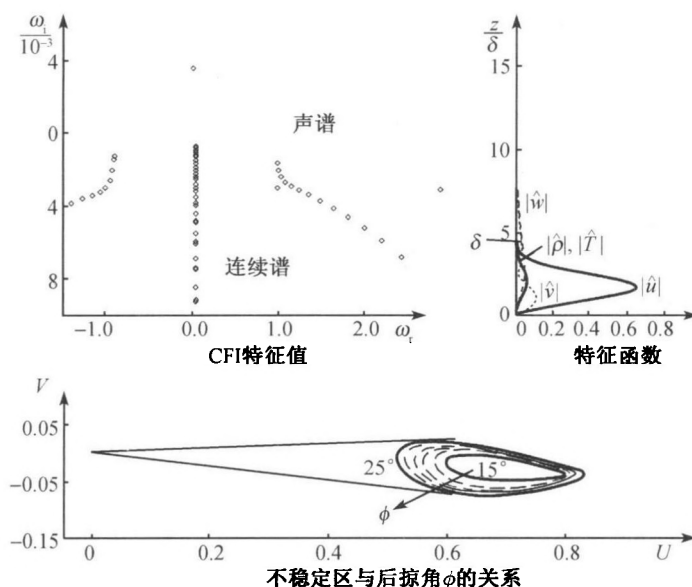 ω_i
10⁻³
4
0
4
8
声谱
连续谱
−1.0
0.0
1.0
2.0
ω_r
CFI特征值
z
δ
15
10
5
δ
0
|ŵ|
|ρ̂|, |T̂|
|v̂|
|û|
0
0.2
0.4
0.6
0.8
特征函数
V
0.05
−0.05
−0.15
25°
15°
ϕ
0
0.2
0.4
0.6
0.8
U
不稳定区与后掠角ϕ的关系